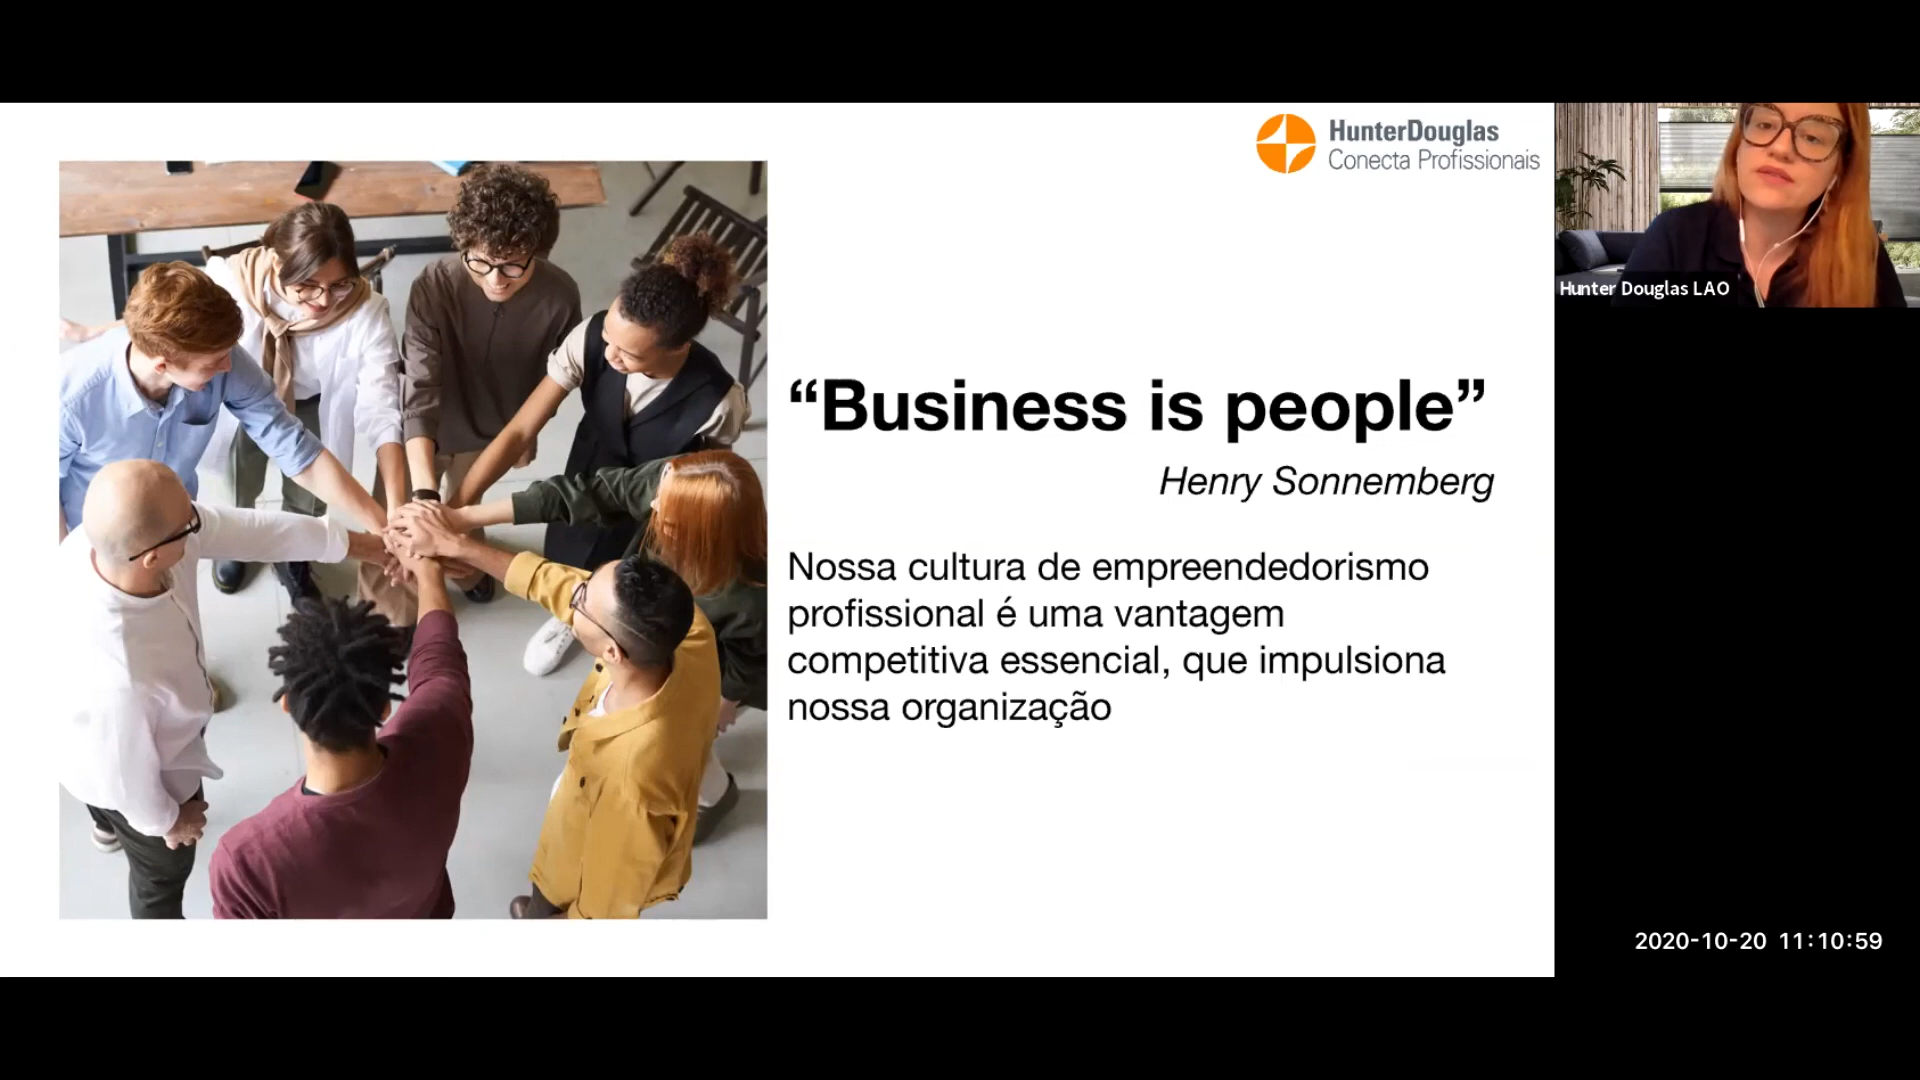 HunterDouglas
Conecta Profissionais
Hunter Douglas LAO
“Business is people”
Henry Sonnemberg
Nossa cultura de empreendedorismo
profissional é uma vantagem
competitiva essencial, que impulsiona
nossa organização
2020-10-20 11:10:59